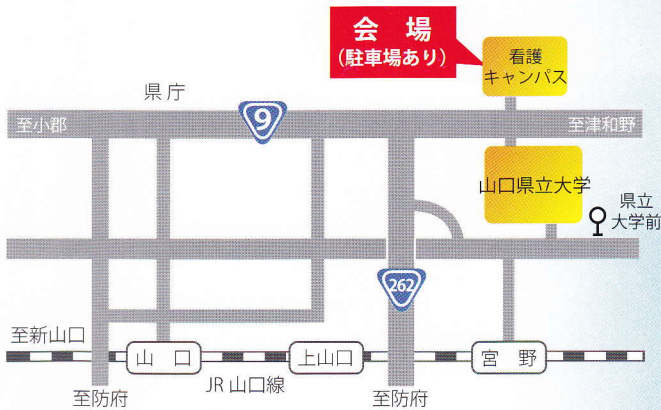 会 場
(駐車場あり)
看護
キャンパス
県 庁
9
至小郡
至津和野
山口県立大学
県立
大学前
262
至新山口
山 口
上山口
宮 野
JR 山口線
至防府
至防府